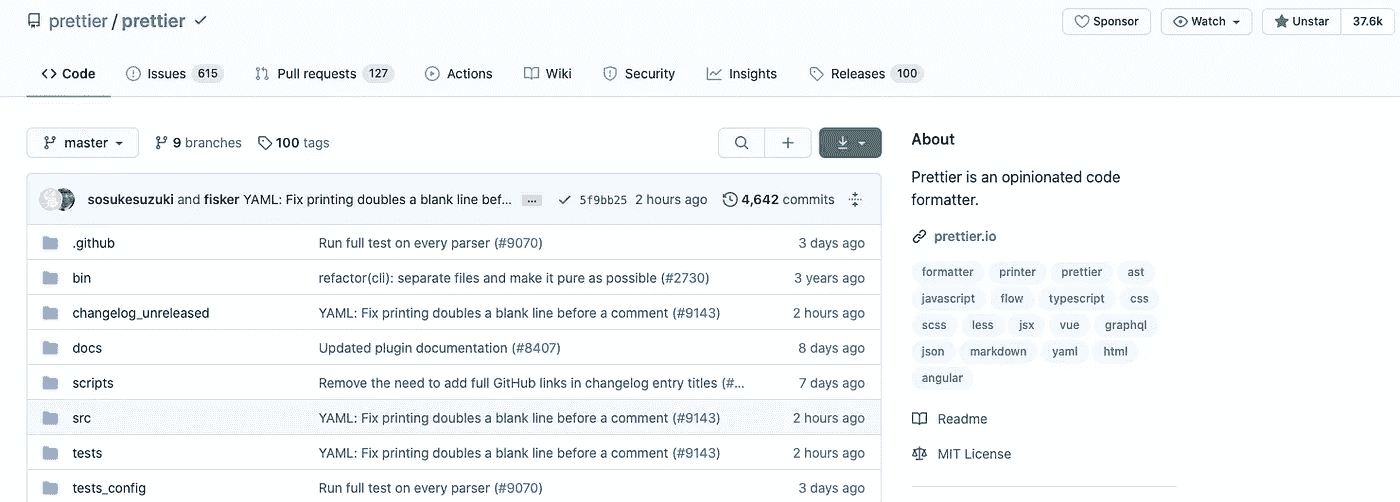 prettier / prettier
Sponsor Watch Unstar 37.6k
Code Issues 615 Pull requests 127 Actions Wiki Security Insights Releases 100
master 9 branches 100 tags
sosukesuzuki and fisker YAML: Fix printing doubles a blank line bef... ... 5f9bb25 2 hours ago 4,642 commits
.github Run full test on every parser (#9070) 3 days ago
bin refactor(cli): separate files and make it pure as possible (#2730) 3 years ago
changelog_unreleased YAML: Fix printing doubles a blank line before a comment (#9143) 2 hours ago
docs Updated plugin documentation (#8407) 8 days ago
scripts Remove the need to add full GitHub links in changelog entry titles (#... 7 days ago
src YAML: Fix printing doubles a blank line before a comment (#9143) 2 hours ago
tests YAML: Fix printing doubles a blank line before a comment (#9143) 2 hours ago
tests_config Run full test on every parser (#9070) 3 days ago
About
Prettier is an opinionated code
formatter.
prettier.io
formatter printer prettier ast
javascript flow typescript css
scss less jsx vue graphql
json markdown yaml html
angular
Readme
MIT License